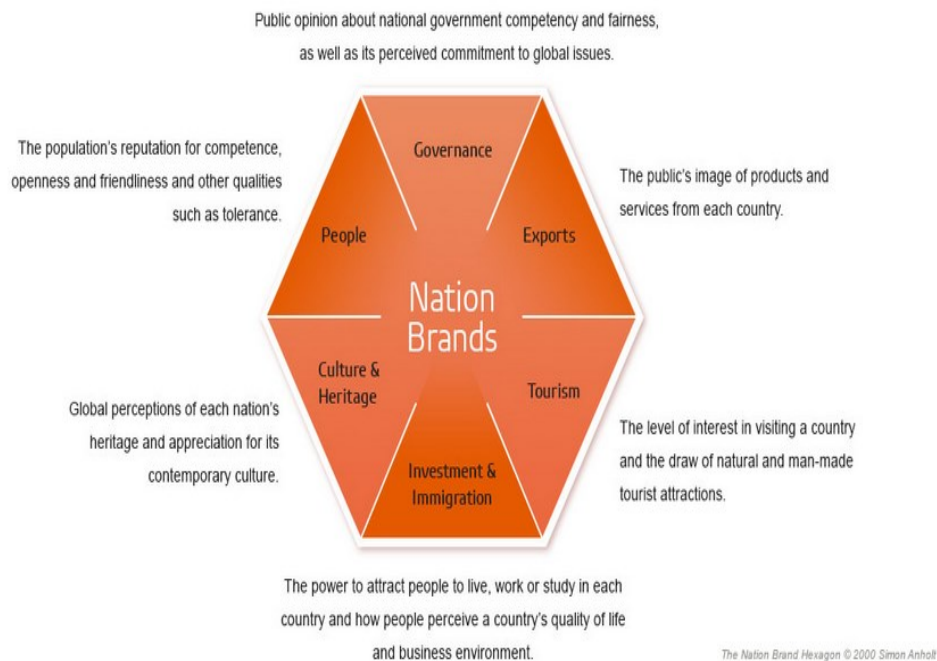 Public opinion about national government competency and fairness,
as well as its perceived commitment to global issues.
Governance
The population's reputation for competence,
openness and friendliness and other qualities
such as tolerance.
People
Exports
The public's image of products and
services from each country.
Nation
Brands
Culture &
Heritage
Tourism
Global perceptions of each nation's
heritage and appreciation for its
contemporary culture.
The level of interest in visiting a country
and the draw of natural and man-made
tourist attractions.
Investment &
Immigration
The power to attract people to live, work or study in each
country and how people perceive a country's quality of life
and business environment.
The Nation Brand Hexagon © 2000 Simon Anholt